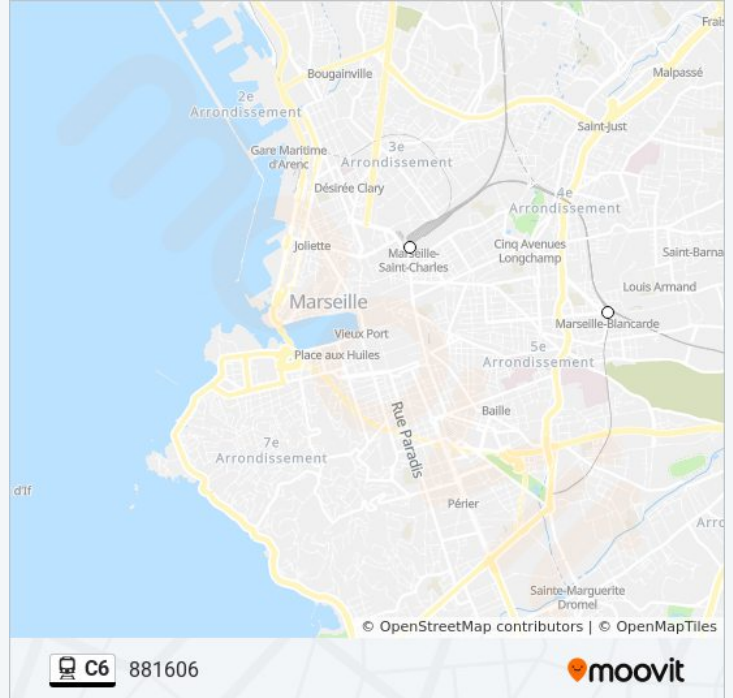 Frais
Bougainville
Malpassé
2e
Arrondissement
Saint-Just
3e
Arrondissement
Gare Maritime
d'Arenc
Désirée Clary
4e
Arrondissement
Joliette
Marseille-
Saint-Charles
Cinq Avenues
Longchamp
Saint-Barna
Louis Armand
Marseille
Marseille-Blancarde
Vieux Port
Place aux Huiles
5e
Arrondissement
Rue Paradis
Baille
7e
Arrondissement
d'If
Périer
Arro
Sainte-Marguerite
Dromel
© OpenStreetMap contributors | © OpenMapTiles
C6 881606
moovit